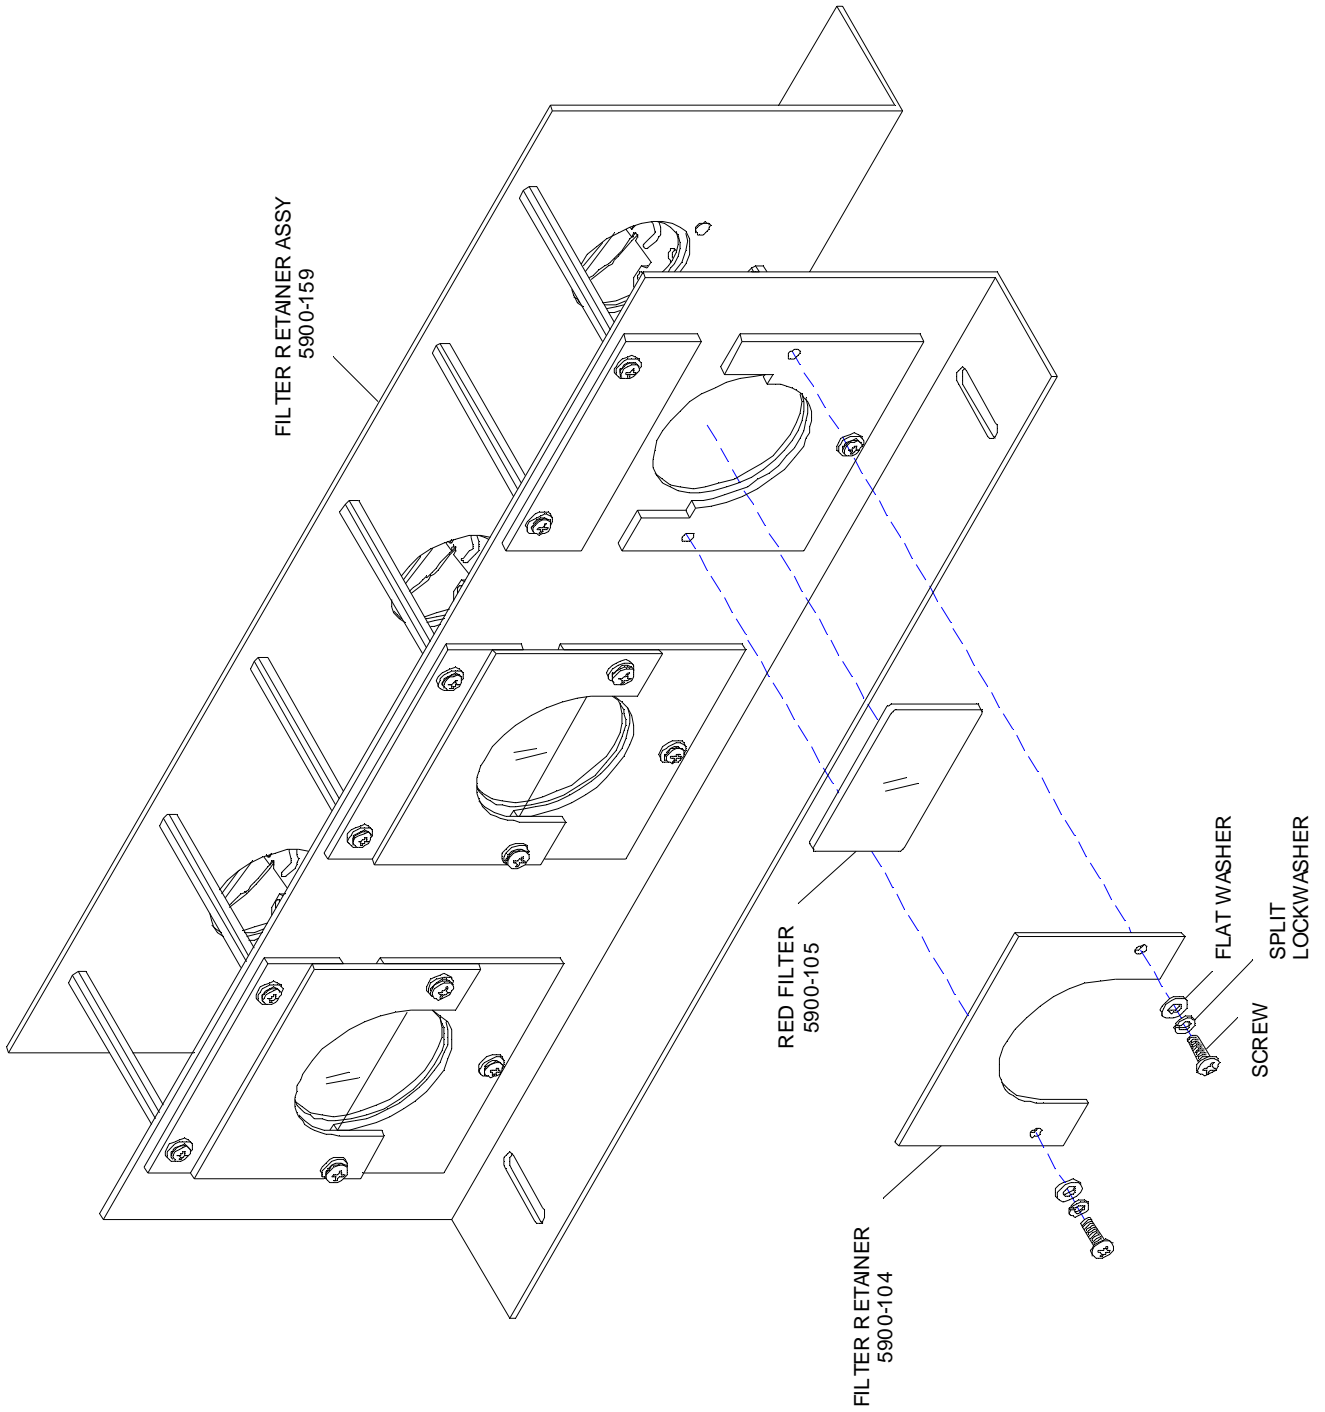 FILTER RETAINER ASSY
5900-159
RED FILTER
5900-105
FILTER RETAINER
5900-104
FLAT WASHER
SPLIT
LOCKWASHER
SCREW